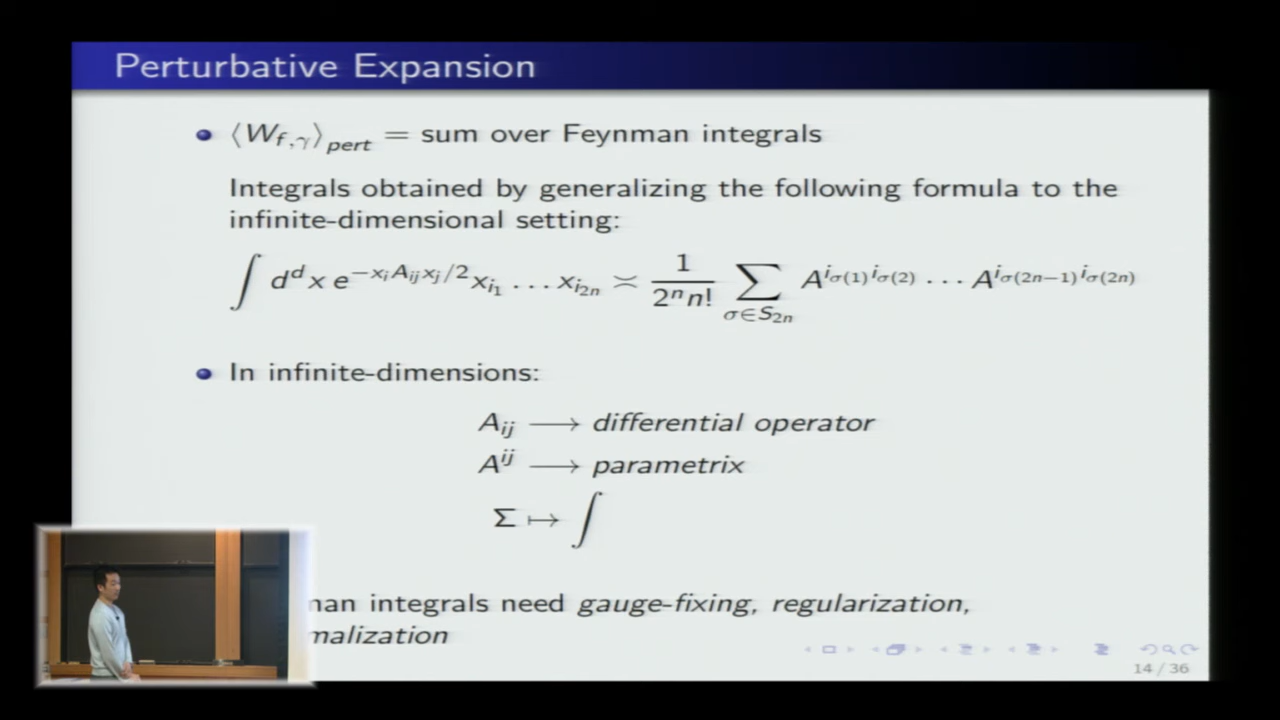 Perturbative Expansion
⟨W_{f,γ}⟩_{pert} = sum over Feynman integrals
Integrals obtained by generalizing the following formula to the
infinite-dimensional setting:
∫ d^d x e^{−x_i A_{ij} x_j/2} x_{i_1} … x_{i_{2n}} ≍ \frac{1}{2^n n!} ∑_{σ∈S_{2n}} A^{i_{σ(1)} i_{σ(2)}} … A^{i_{σ(2n−1)} i_{σ(2n)}}
In infinite-dimensions:
A_{ij} ⟶ differential operator
A^{ij} ⟶ parametrix
Σ ↦ ∫
integrals need gauge-fixing, regularization,
14 / 36